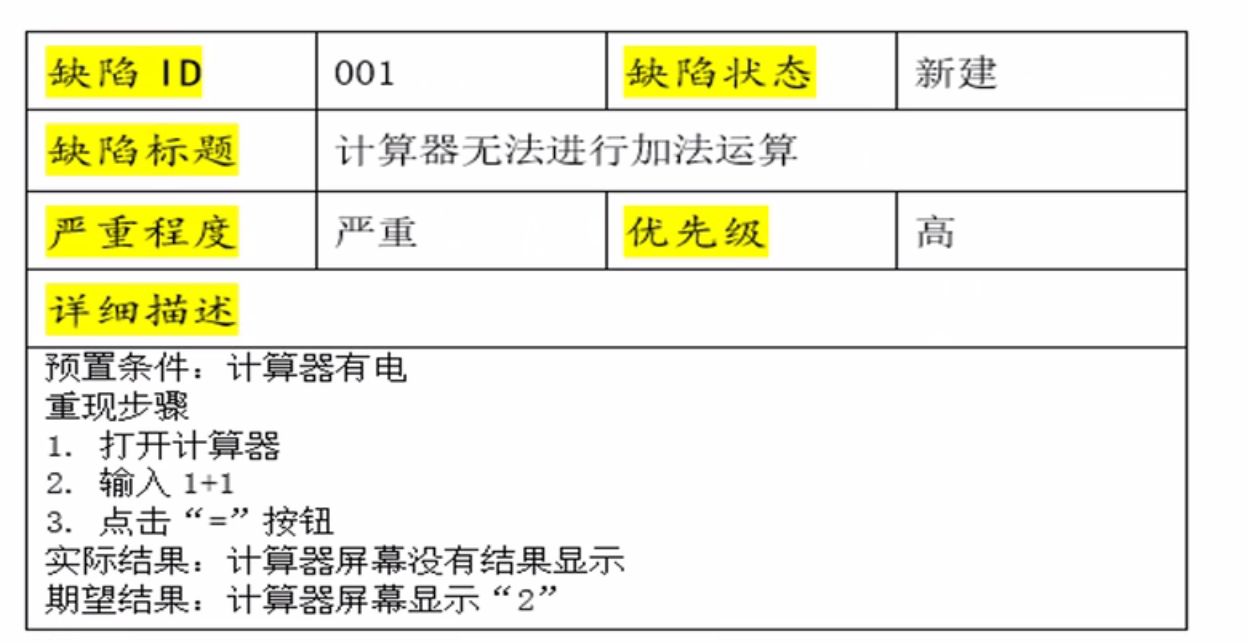 缺陷 ID 001 缺陷状态 新建
缺陷标题 计算器无法进行加法运算
严重程度 严重 优先级 高
详细描述
预置条件：计算器有电
重现步骤
1. 打开计算器
2. 输入 1+1
3. 点击“=”按钮
实际结果：计算器屏幕没有结果显示
期望结果：计算器屏幕显示“2”